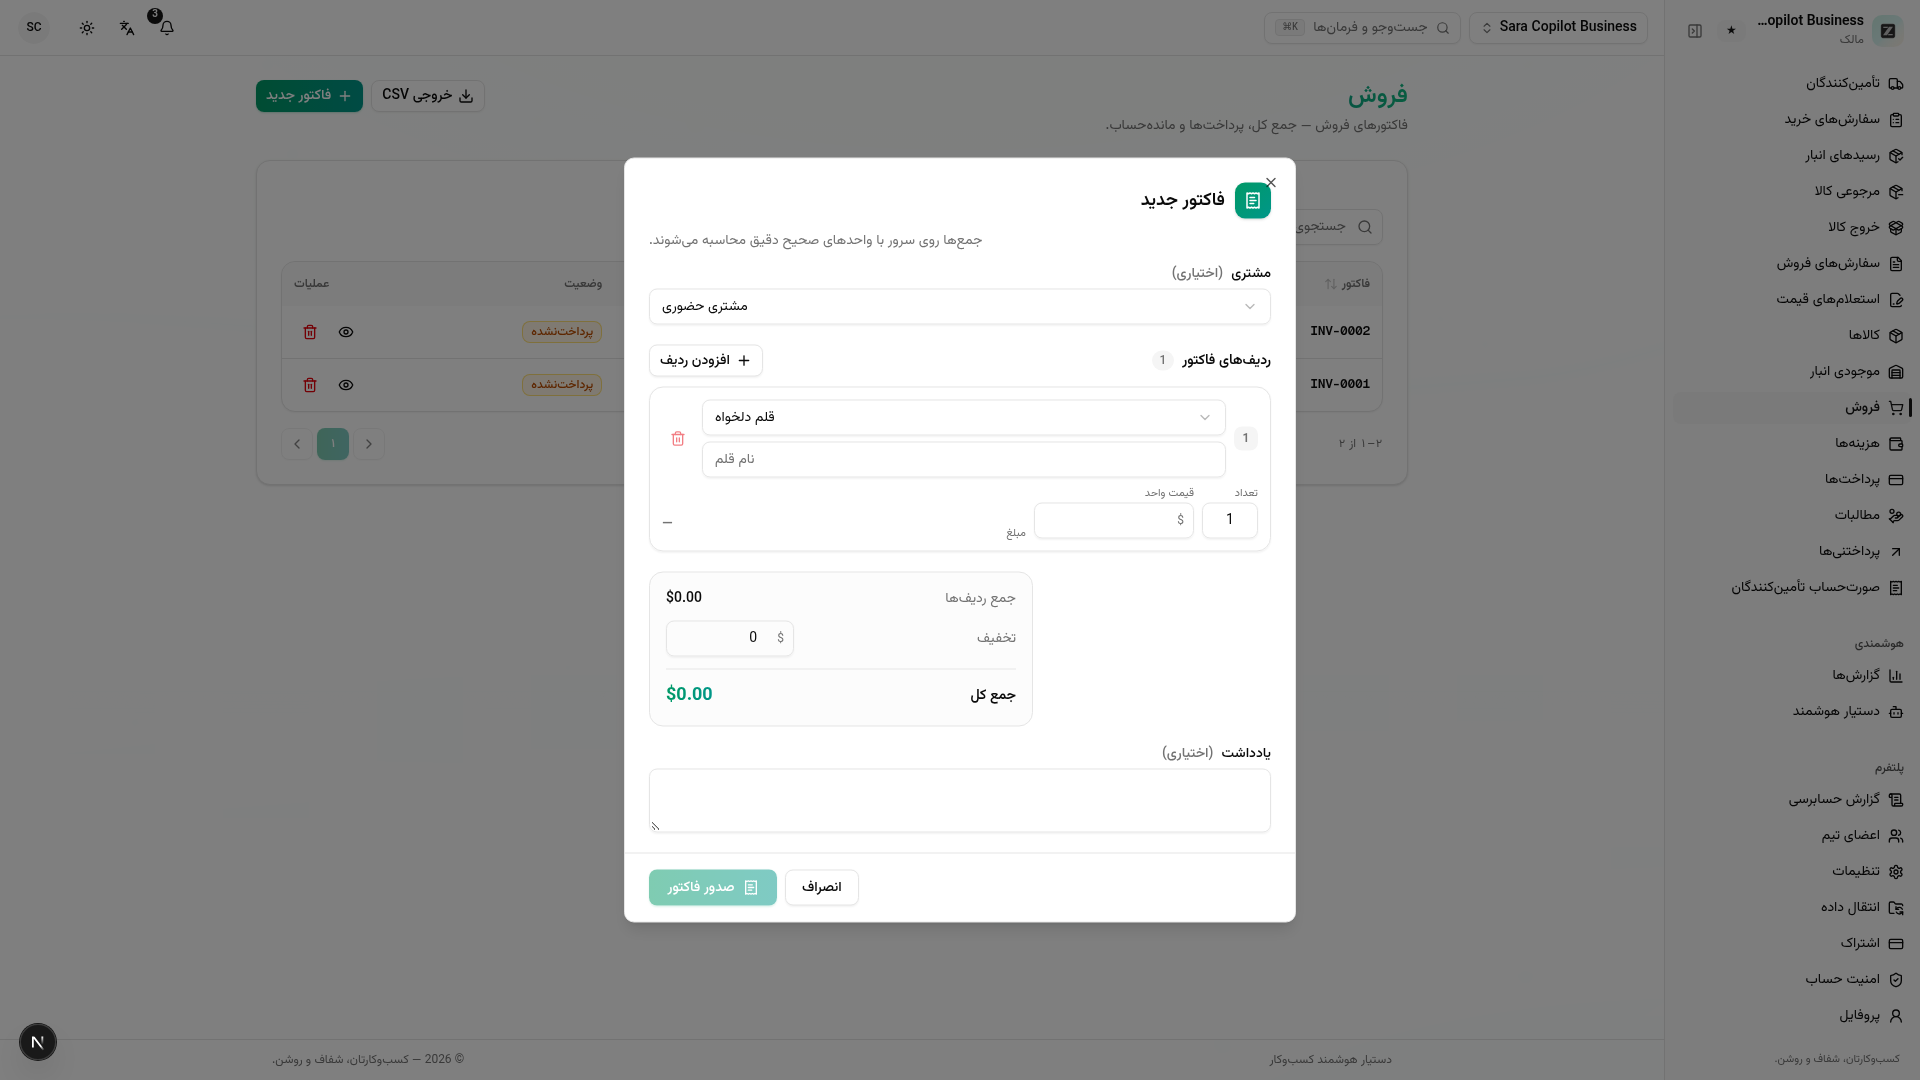 ...opilot Business
مالک
تأمین‌کنندگان
سفارش‌های خرید
رسیدهای انبار
مرجوعی کالا
خروج کالا
سفارش‌های فروش
استعلام‌های قیمت
کالاها
موجودی انبار
فروش
هزینه‌ها
پرداخت‌ها
مطالبات
پرداختنی‌ها
صورت‌حساب تأمین‌کنندگان
هوشمندی
گزارش‌ها
دستیار هوشمند
پلتفرم
گزارش حسابرسی
اعضای تیم
تنظیمات
انتقال داده
اشتراک
امنیت حساب
پروفایل
کسب‌وکارتان، شفاف و روشن.
Sara Copilot Business
جست‌وجو و فرمان‌ها ⌘K
3
SC
فروش
فاکتورهای فروش — جمع کل، پرداخت‌ها و مانده‌حساب.
خروجی CSV
فاکتور جدید
جستجوی
فاکتور وضعیت عملیات
INV-0002 پرداخت‌نشده
INV-0001 پرداخت‌نشده
۱–۲ از ۲
۱
فاکتور جدید
جمع‌ها روی سرور با واحدهای صحیح دقیق محاسبه می‌شوند.
مشتری (اختیاری)
مشتری حضوری
ردیف‌های فاکتور 1
افزودن ردیف
1
قلم دلخواه
نام قلم
تعداد قیمت واحد
1 $ مبلغ —
جمع ردیف‌ها $0.00
تخفیف $ 0
جمع کل $0.00
یادداشت (اختیاری)
انصراف
صدور فاکتور
دستیار هوشمند کسب‌وکار
© 2026 — کسب‌وکارتان، شفاف و روشن.
N